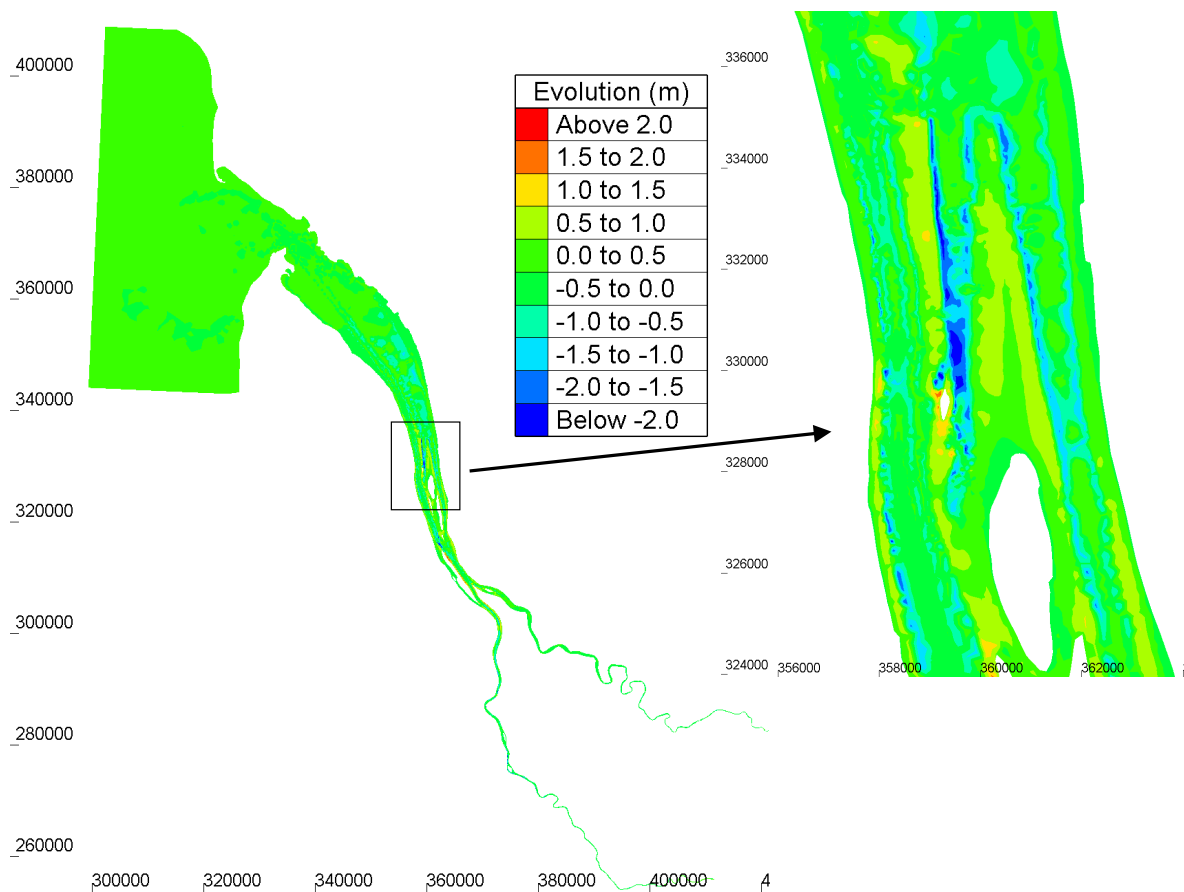 Evolution (m)
Above 2.0
1.5 to 2.0
1.0 to 1.5
0.5 to 1.0
0.0 to 0.5
-0.5 to 0.0
-1.0 to -0.5
-1.5 to -1.0
-2.0 to -1.5
Below -2.0
400000
380000
360000
340000
320000
300000
280000
260000
300000 320000 340000 360000 380000 400000 4
336000
334000
332000
330000
328000
326000
324000
356000 358000 360000 362000